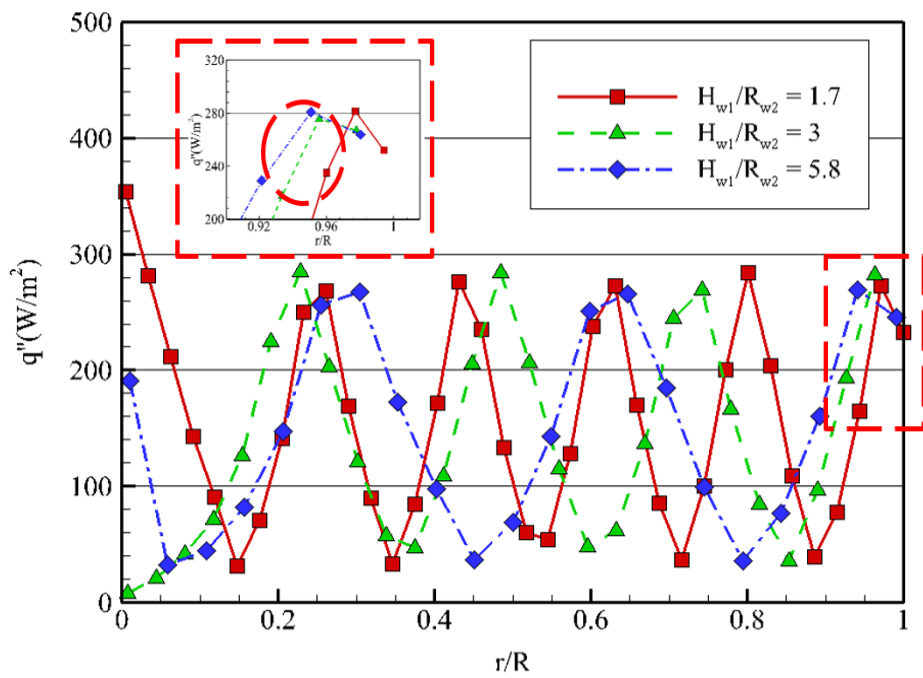 500
400
300
200
100
0
q"(W/m²)
0
0.2
0.4
0.6
0.8
1
r/R
320
280
240
200
q"(W/m²)
0.92
0.96
1
r/R
H_w1/R_w2 = 1.7
H_w1/R_w2 = 3
H_w1/R_w2 = 5.8